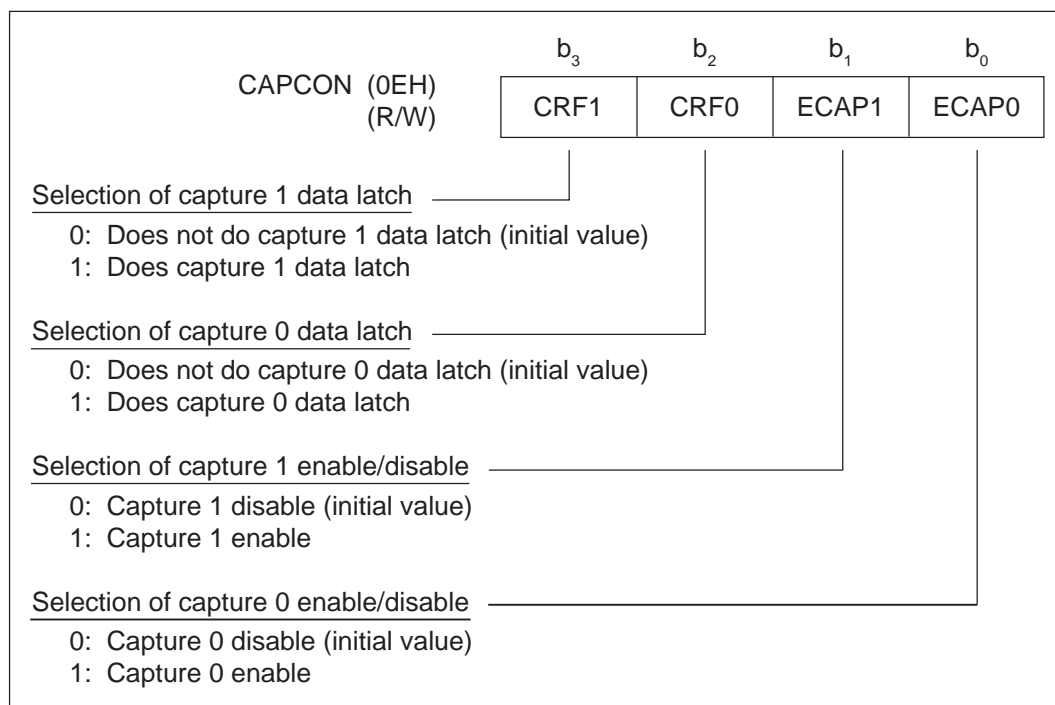 b3 b2 b1 b0
CAPCON (0EH)
(R/W)
CRF1 CRF0 ECAP1 ECAP0
Selection of capture 1 data latch
0: Does not do capture 1 data latch (initial value)
1: Does capture 1 data latch
Selection of capture 0 data latch
0: Does not do capture 0 data latch (initial value)
1: Does capture 0 data latch
Selection of capture 1 enable/disable
0: Capture 1 disable (initial value)
1: Capture 1 enable
Selection of capture 0 enable/disable
0: Capture 0 disable (initial value)
1: Capture 0 enable